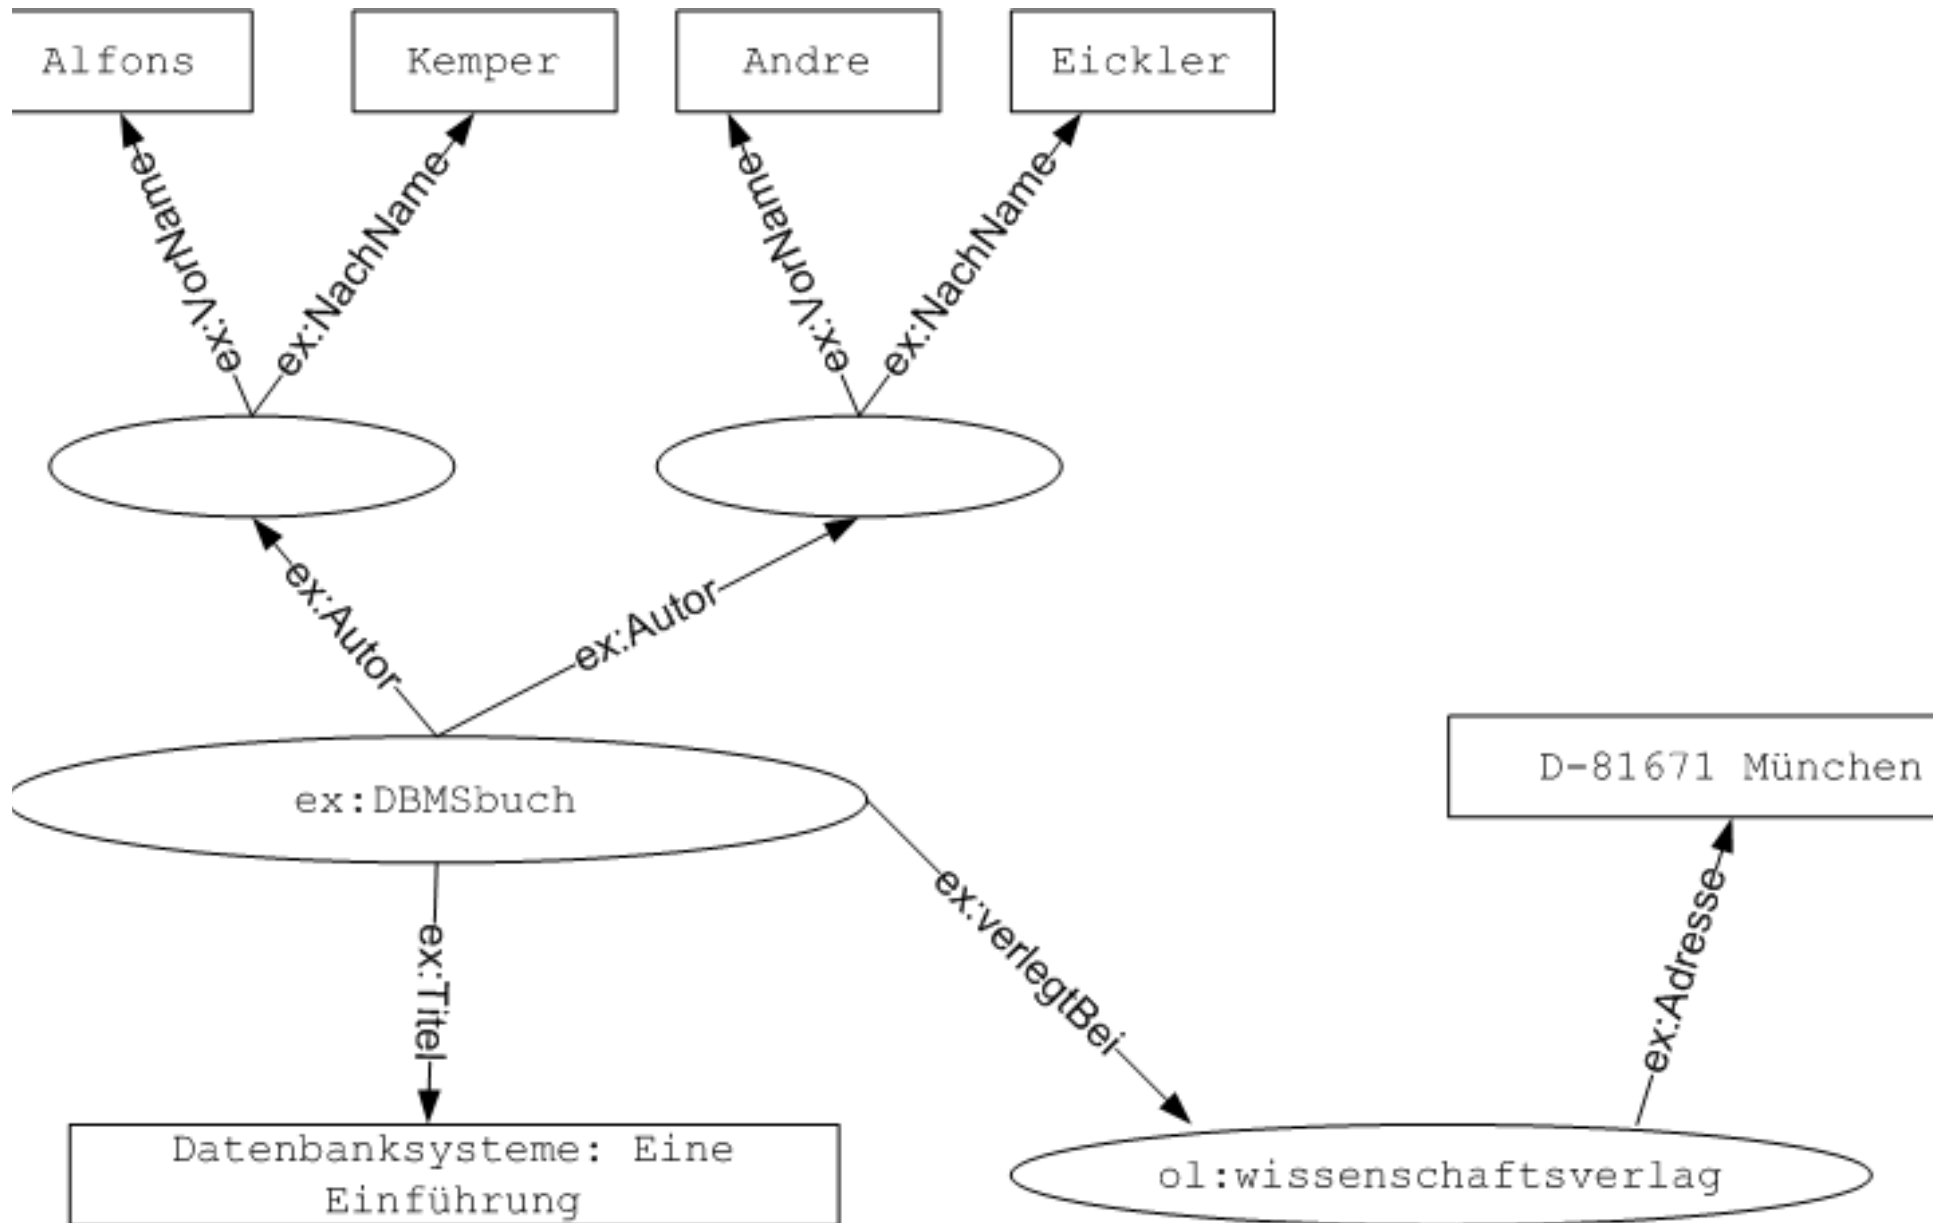 Alfons
Kemper
Andre
Eickler
ex:VorName
ex:NachName
ex:VorName
ex:NachName
ex:Autor
ex:Autor
ex:DBMSbuch
D-81671 München
ex:Titel
ex:verlegtBei
ex:Adresse
Datenbanksysteme: Eine
Einführung
ol:wissenschaftsverlag